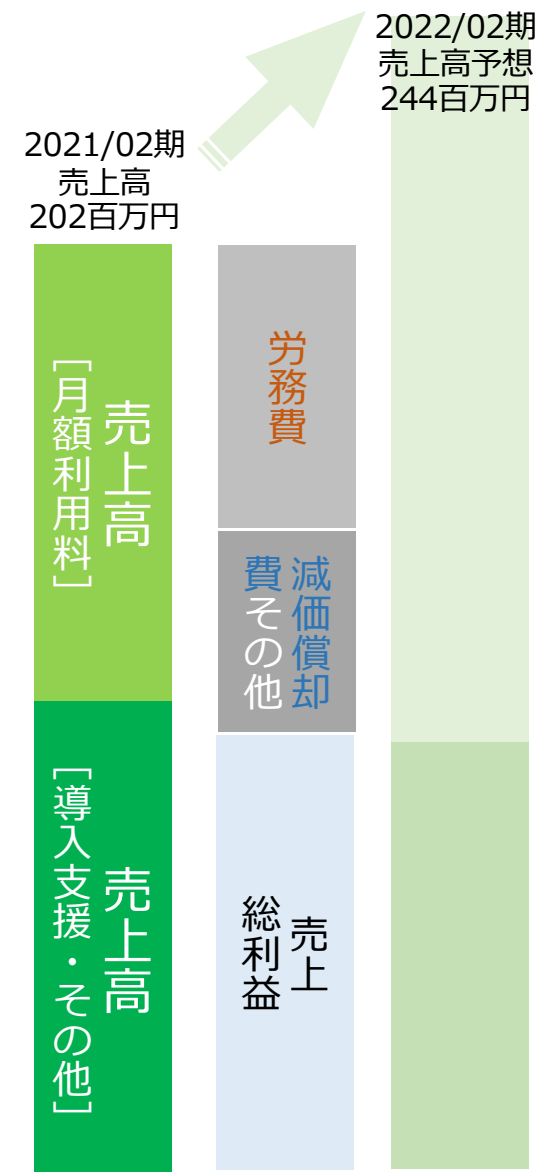 2021/02期
売上高
202百万円
2022/02期
売上高予想
244百万円
売上高
［月額利用料］
売上高
［導入支援・その他］
労務費
減価償却
費その他
売上
総利益